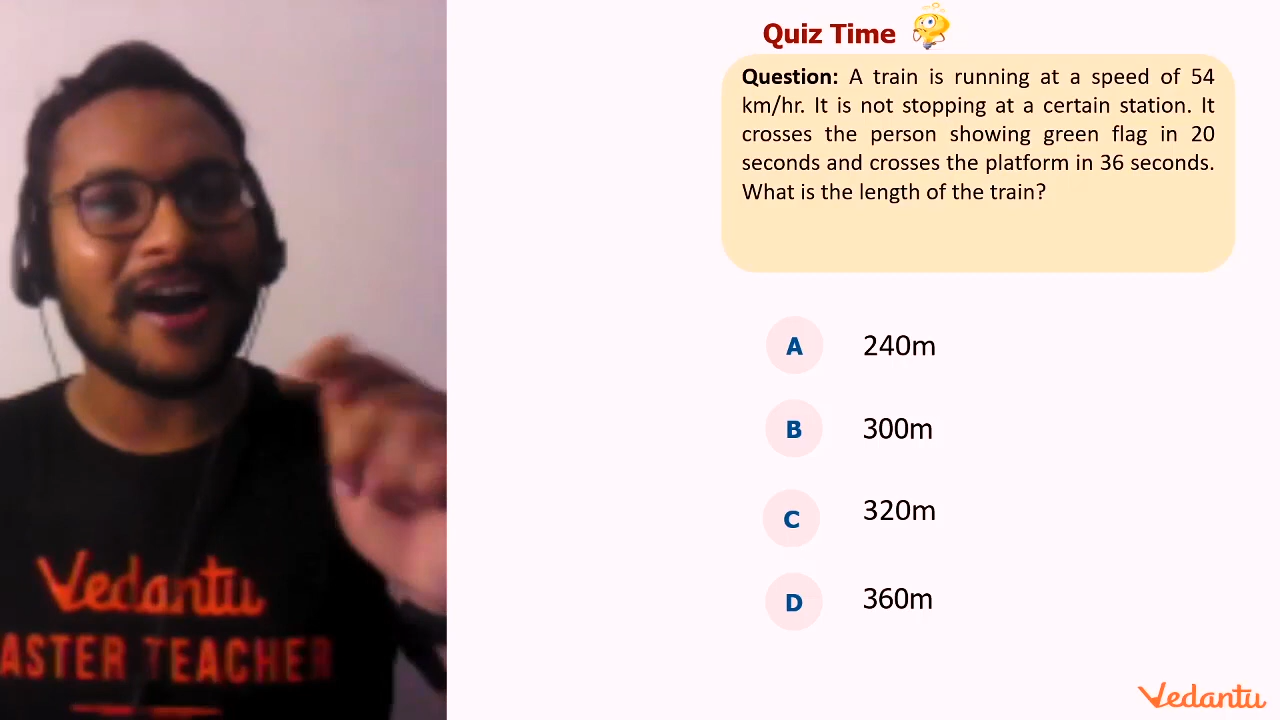 Quiz Time
Question: A train is running at a speed of 54
km/hr. It is not stopping at a certain station. It
crosses the person showing green flag in 20
seconds and crosses the platform in 36 seconds.
What is the length of the train?
A 240m
B 300m
C 320m
D 360m
Vedantu
ASTER TEACHER
Vedantu